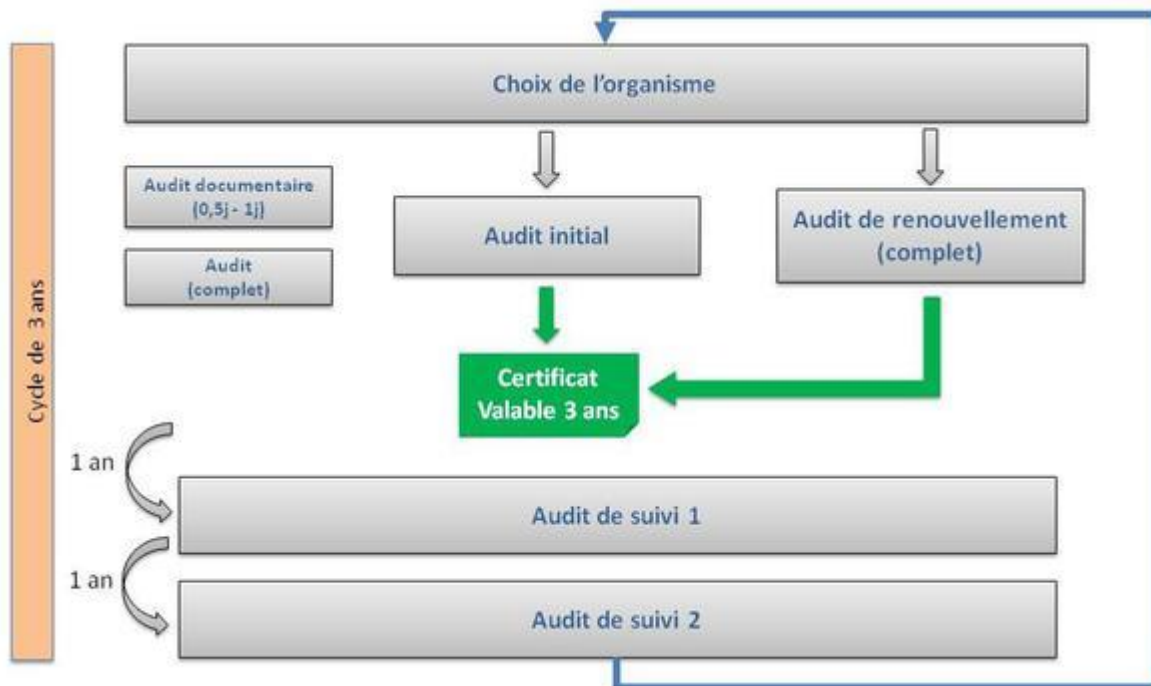 Choix de l'organisme
Audit documentaire
(0,5j - 1j)
Audit
(complet)
Audit initial
Audit de renouvellement
(complet)
Cycle de 3 ans
Certificat
Valable 3 ans
1 an
Audit de suivi 1
1 an
Audit de suivi 2